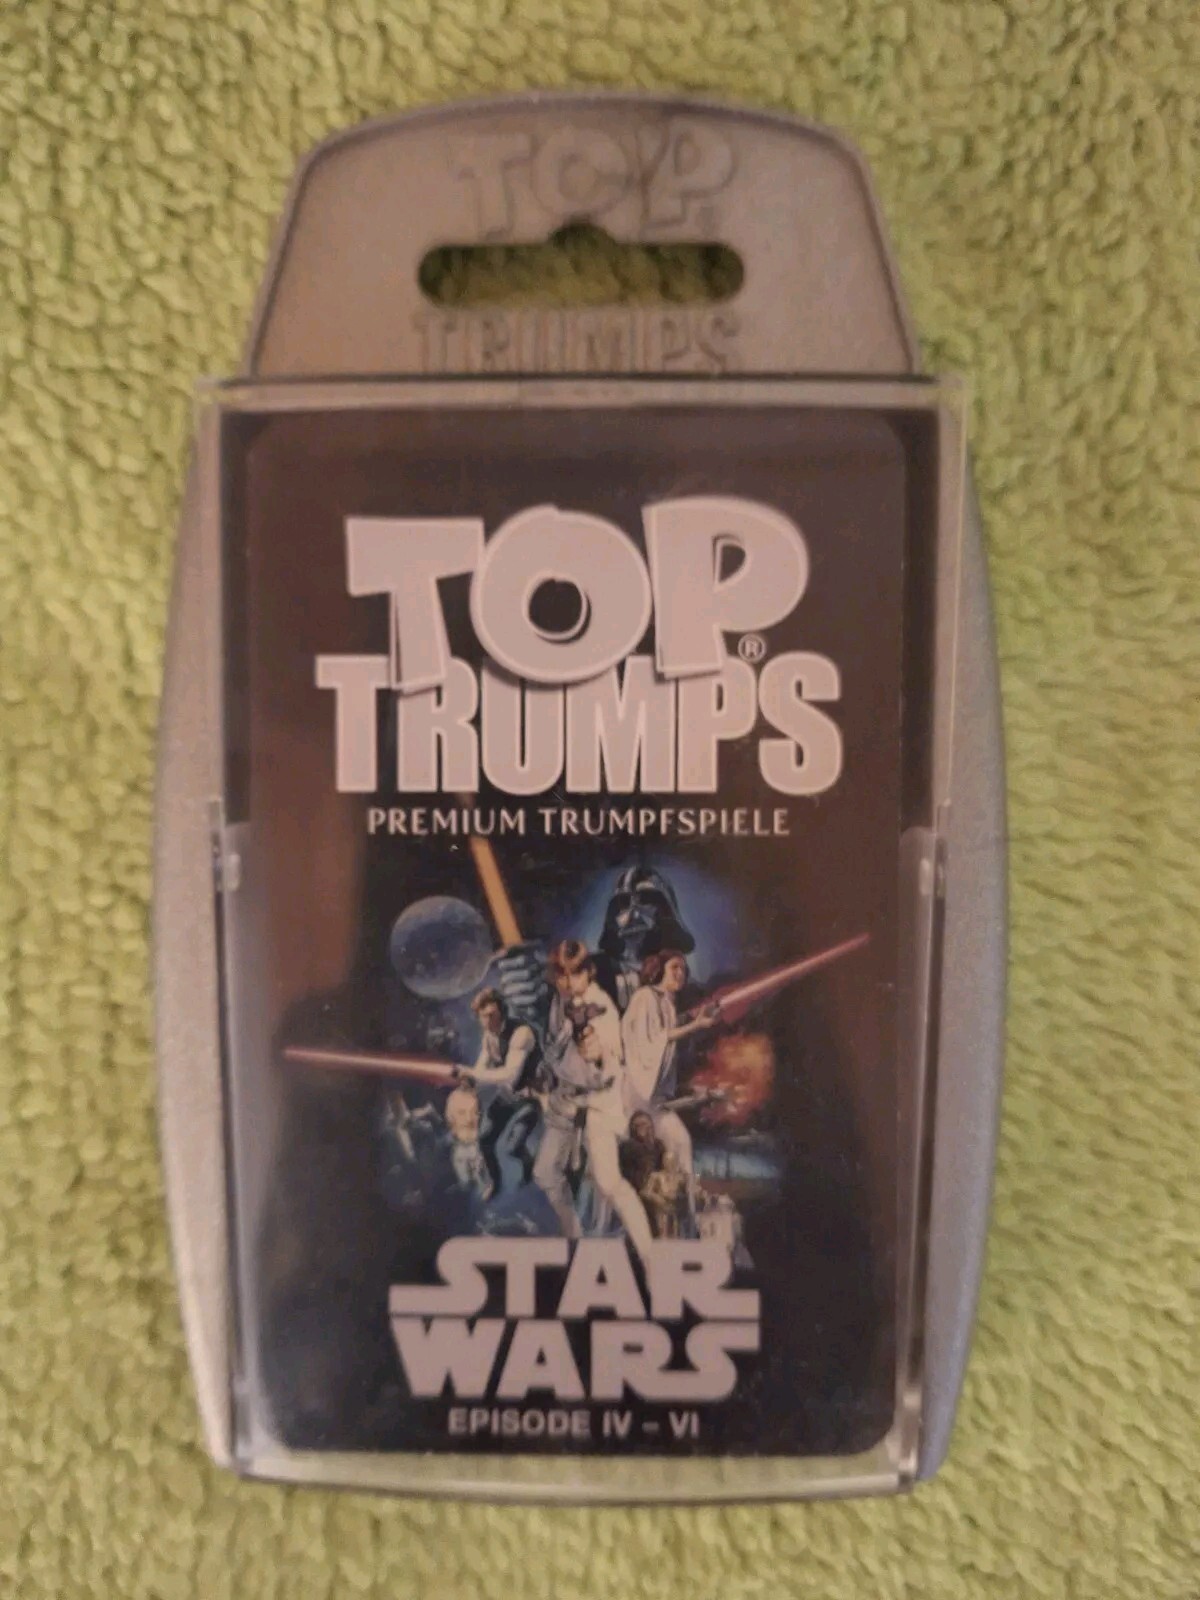 TOP
TRUMPS
TOP
TRUMPS®
PREMIUM TRUMPFSPIELE
STAR
WARS
EPISODE IV – VI